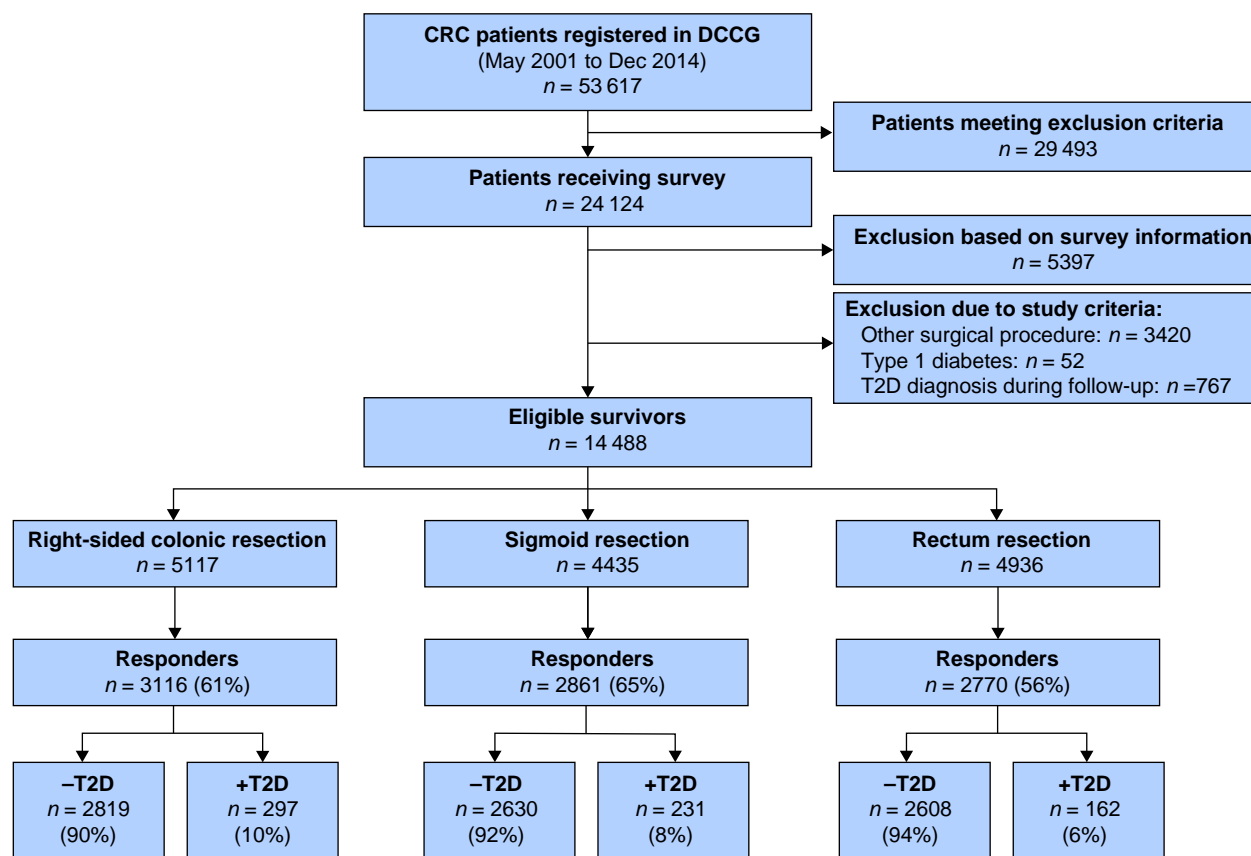 CRC patients registered in DCCG
(May 2001 to Dec 2014)
n = 53 617
Patients meeting exclusion criteria
n = 29 493
Patients receiving survey
n = 24 124
Exclusion based on survey information
n = 5397
Exclusion due to study criteria:
Other surgical procedure: n = 3420
Type 1 diabetes: n = 52
T2D diagnosis during follow-up: n =767
Eligible survivors
n = 14 488
Right-sided colonic resection
n = 5117
Sigmoid resection
n = 4435
Rectum resection
n = 4936
Responders
n = 3116 (61%)
Responders
n = 2861 (65%)
Responders
n = 2770 (56%)
–T2D
n = 2819
(90%)
+T2D
n = 297
(10%)
–T2D
n = 2630
(92%)
+T2D
n = 231
(8%)
–T2D
n = 2608
(94%)
+T2D
n = 162
(6%)